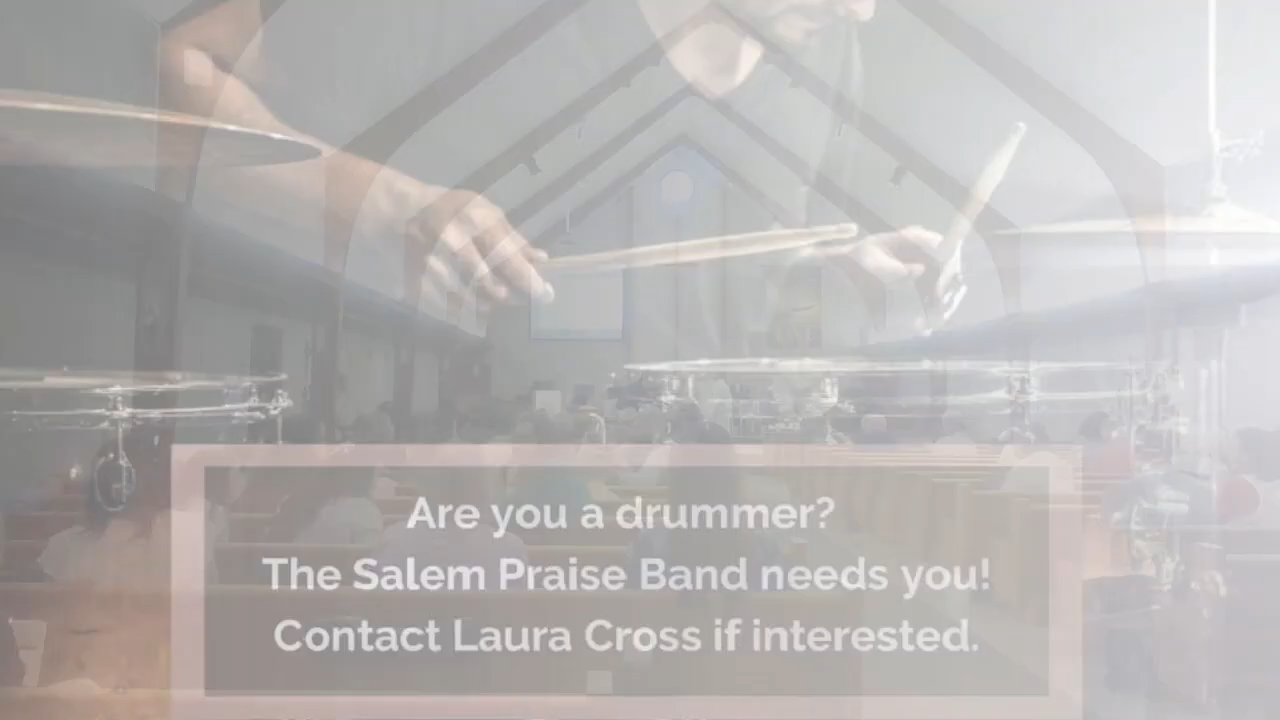 Are you a drummer?
The Salem Praise Band needs you!
Contact Laura Cross if interested.